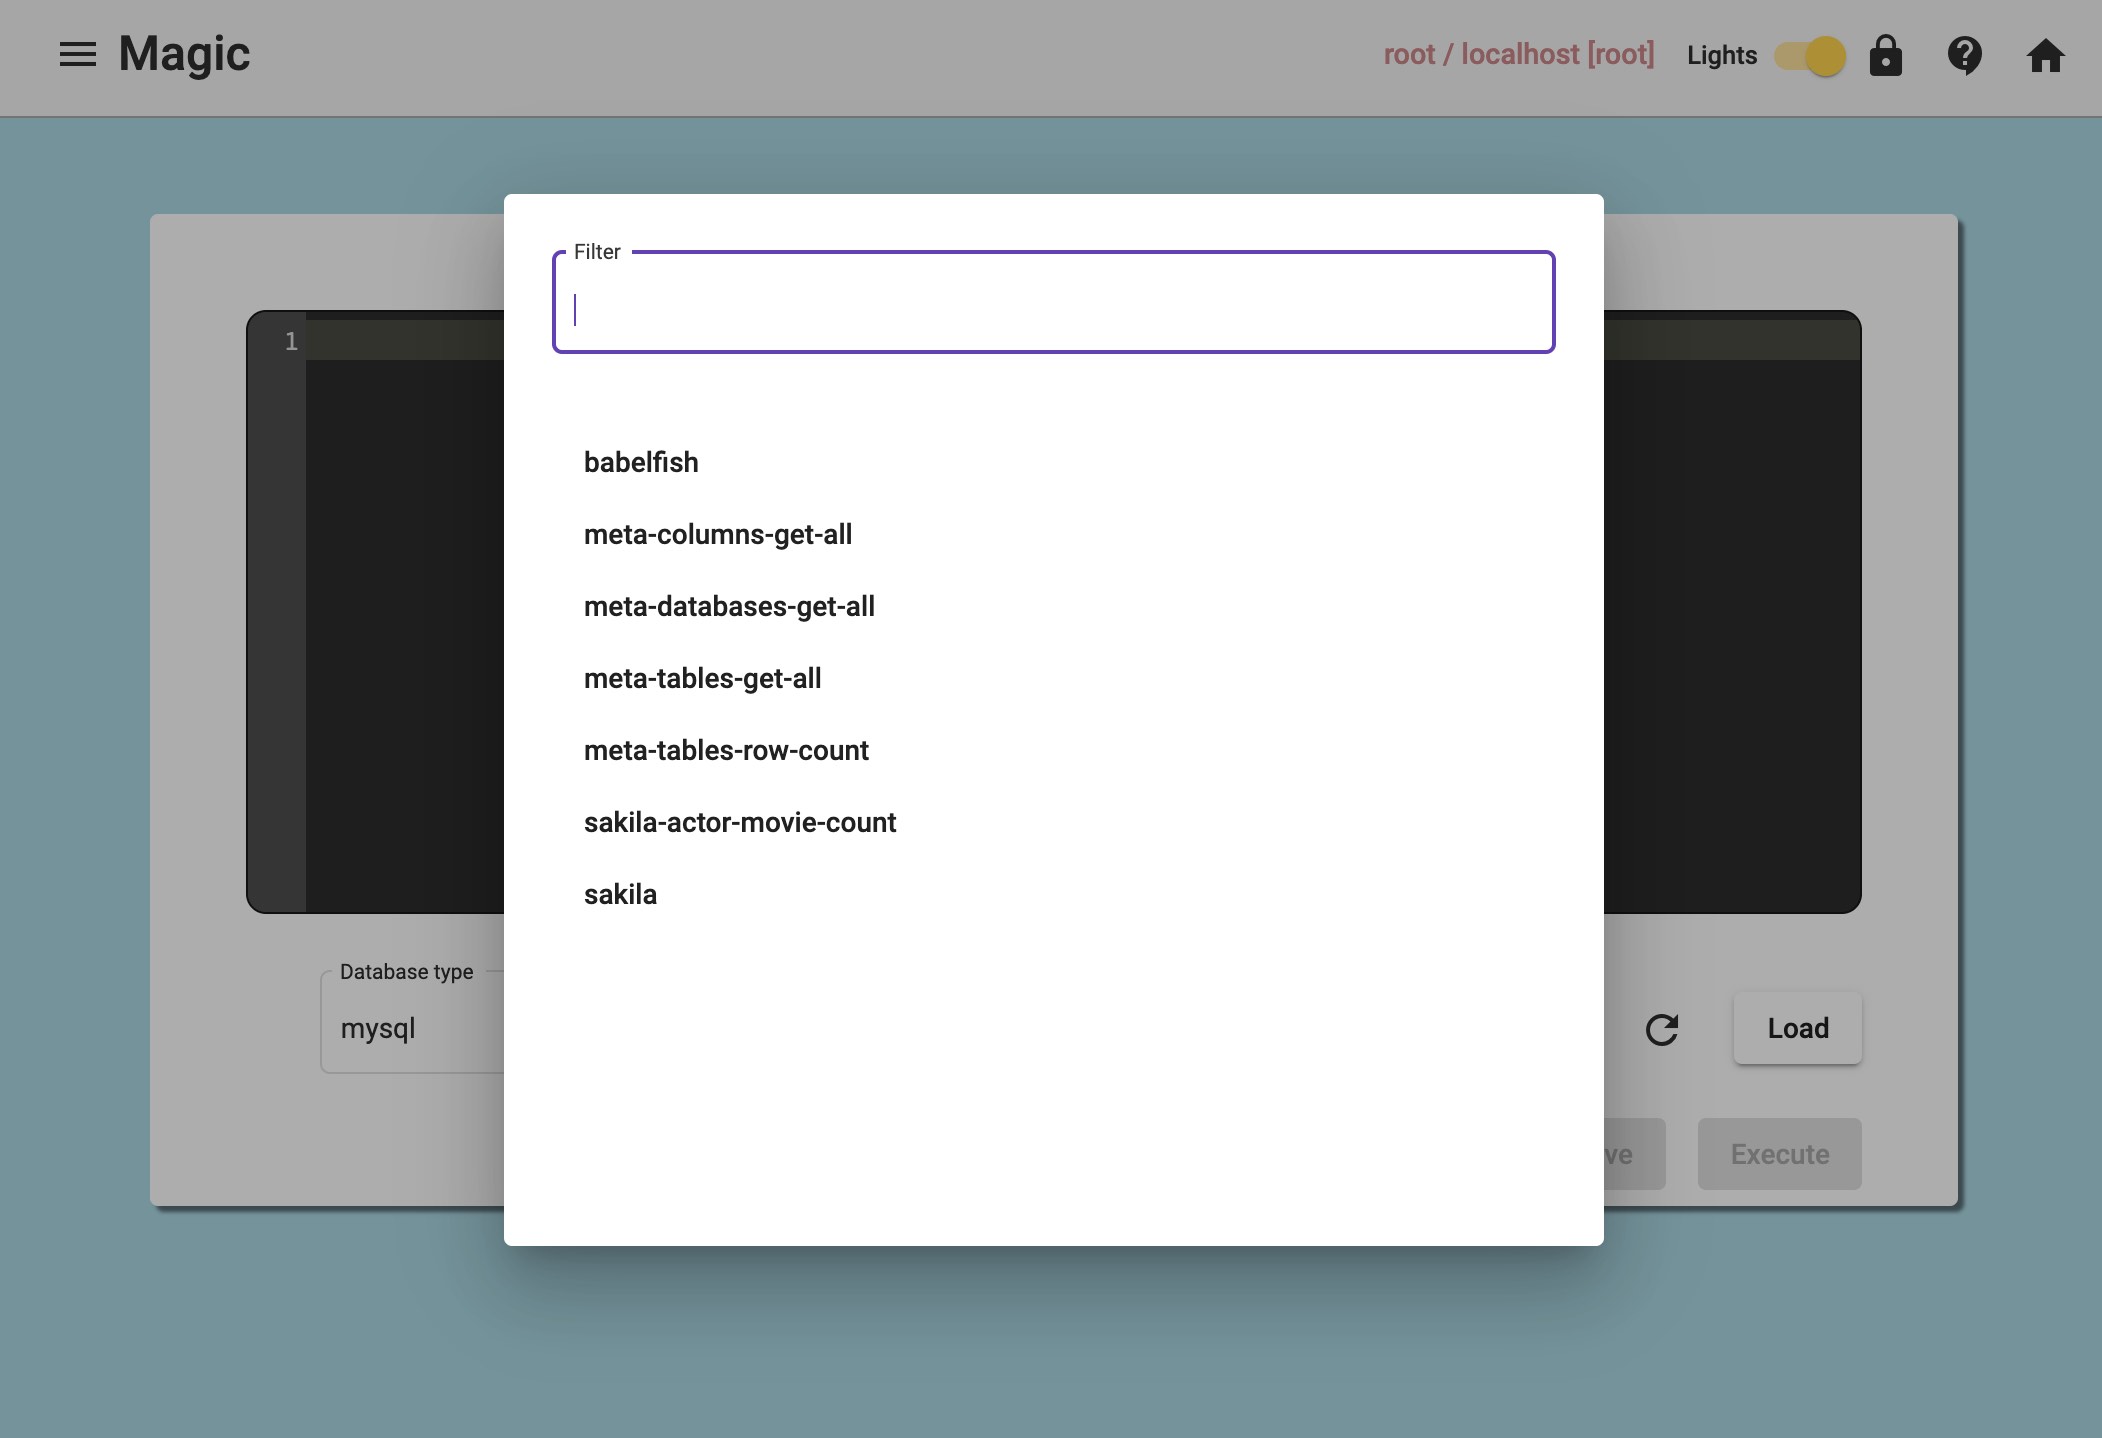 Magic
root / localhost [root]
Lights
Filter
1
babelfish
meta-columns-get-all
meta-databases-get-all
meta-tables-get-all
meta-tables-row-count
sakila-actor-movie-count
sakila
Database type
mysql
Load
ve
Execute